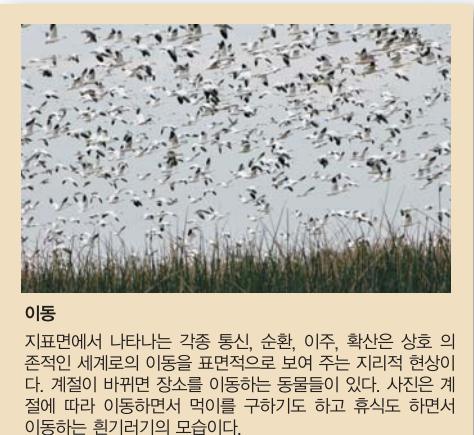 이동
지표면에서 나타나는 각종 통신, 순환, 이주, 확산은 상호 의
존적인 세계로의 이동을 표면적으로 보여 주는 지리적 현상이
다. 계절이 바뀌면 장소를 이동하는 동물들이 있다. 사진은 계
절에 따라 이동하면서 먹이를 구하기도 하고 휴식도 하면서
이동하는 흰기러기의 모습이다.